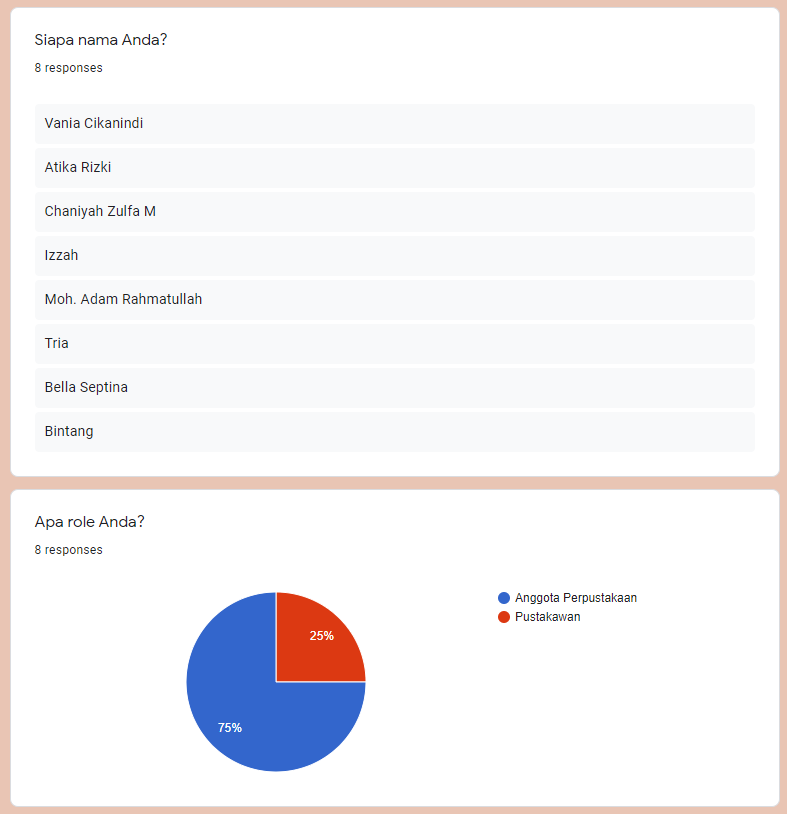 Siapa nama Anda?
8 responses
Vania Cikanindi
Atika Rizki
Chaniyah Zulfa M
Izzah
Moh. Adam Rahmatullah
Tria
Bella Septina
Bintang
Apa role Anda?
8 responses
Anggota Perpustakaan
Pustakawan
25%
75%